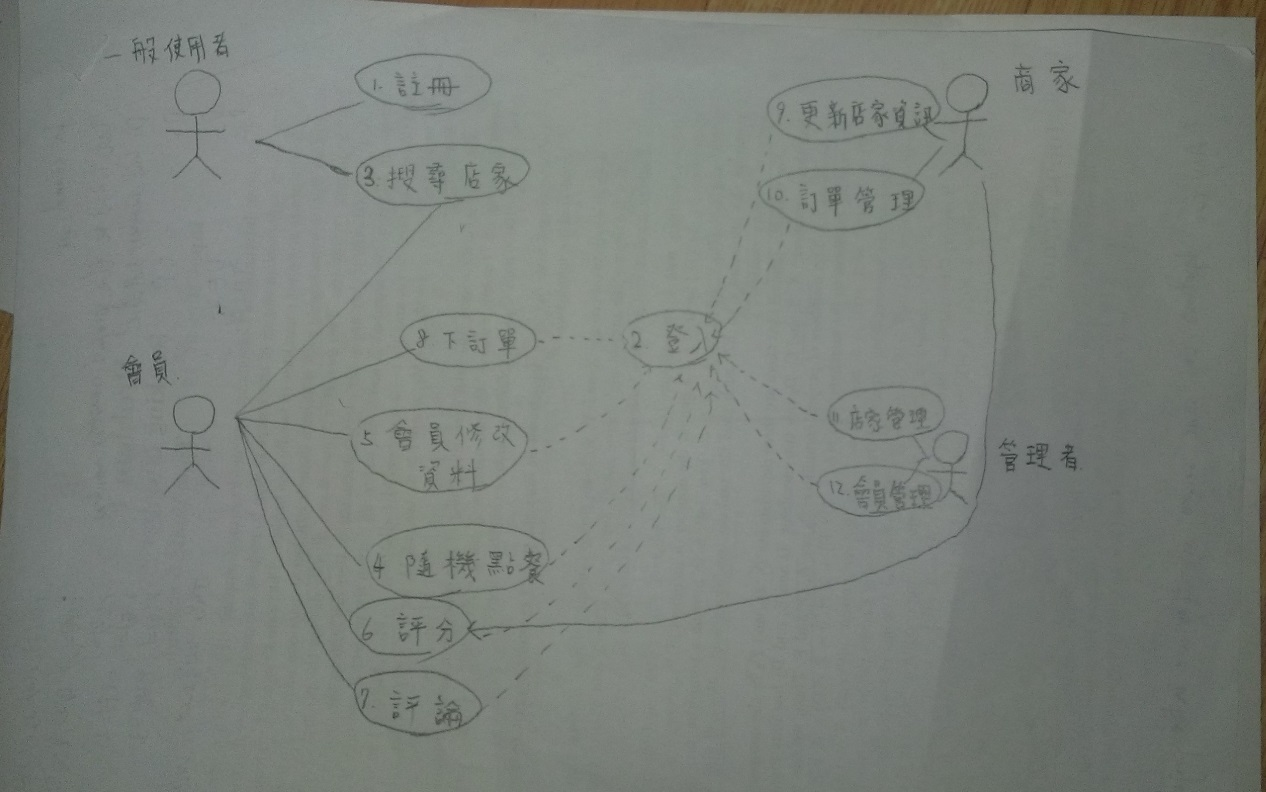 一般使用者
1. 註冊
3. 搜尋店家
9. 更新店家資訊
商家
10. 訂單管理
8 下訂單
2 登入
會員
5 會員修改
資料
11 店家管理
管理者
12. 會員管理
4 隨機點餐
6 評分
7. 評論